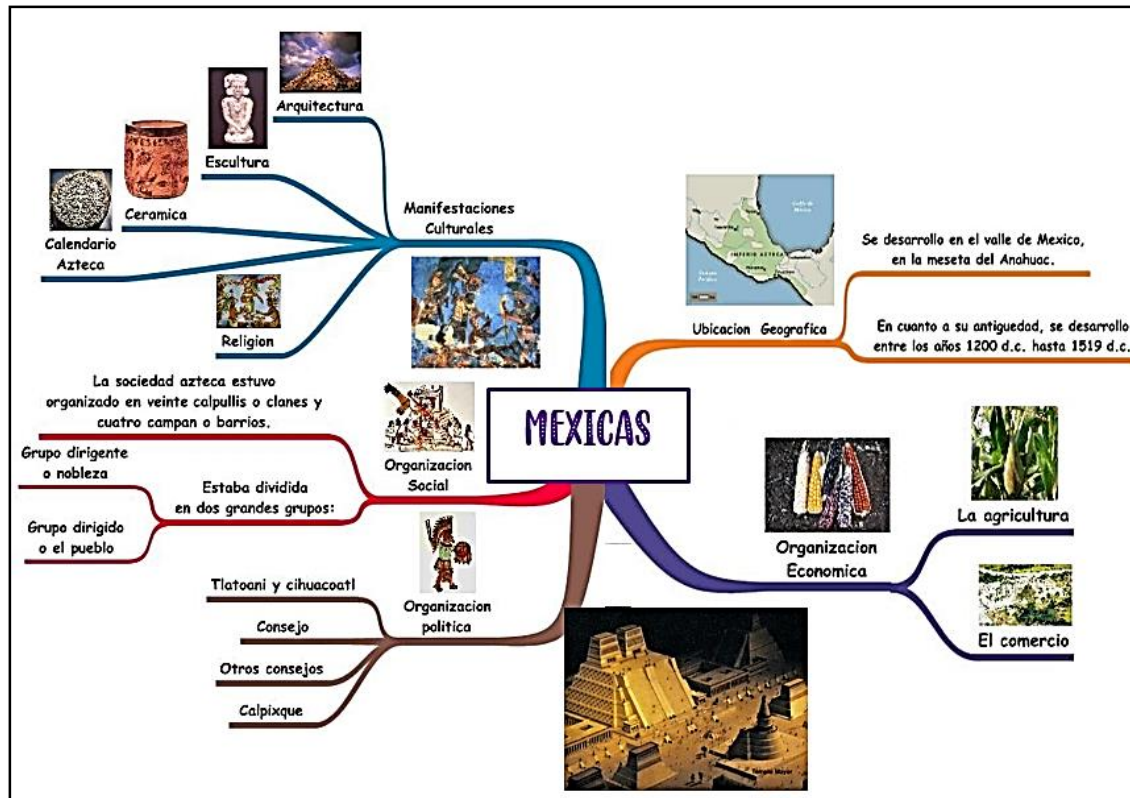 MEXICAS
Manifestaciones
Culturales
Arquitectura
Escultura
Ceramica
Calendario
Azteca
Religion
Ubicacion Geografica
Se desarrollo en el valle de Mexico,
en la meseta del Anahuac.
En cuanto a su antiguedad, se desarrollo
entre los años 1200 d.c. hasta 1519 d.c.
IMPERIO AZTECA
Organizacion
Social
La sociedad azteca estuvo
organizado en veinte calpullis o clanes y
cuatro campan o barrios.
Estaba dividida
en dos grandes grupos:
Grupo dirigente
o nobleza
Grupo dirigido
o el pueblo
Organizacion
politica
Tlatoani y cihuacoatl
Consejo
Otros consejos
Calpixque
Organizacion
Economica
La agricultura
El comercio
Templo Mayor